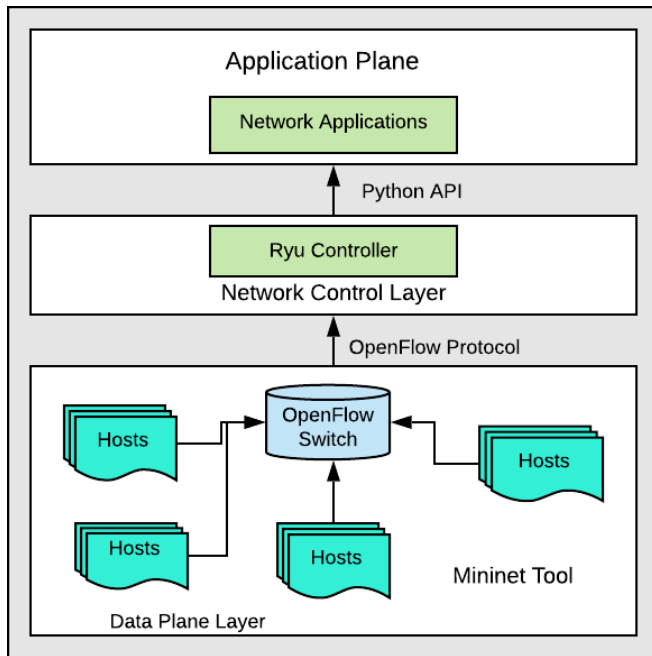 Application Plane
Network Applications
Python API
Ryu Controller
Network Control Layer
OpenFlow Protocol
OpenFlow
Switch
Hosts
Hosts
Hosts
Hosts
Mininet Tool
Data Plane Layer